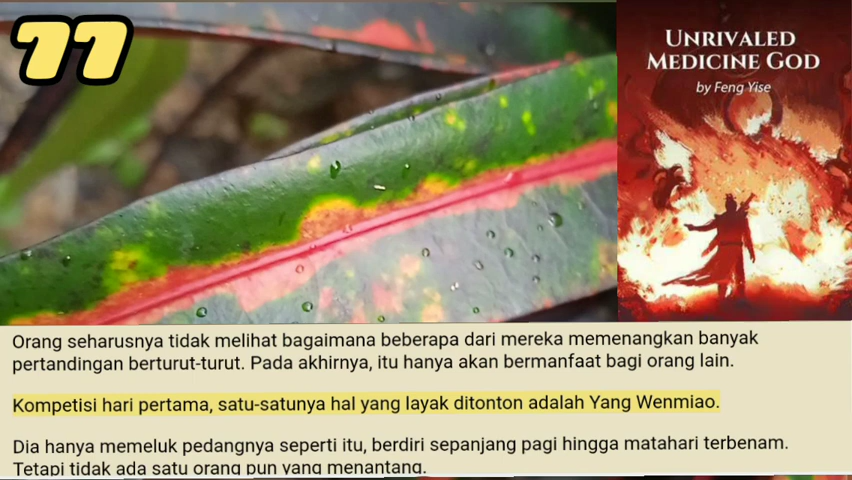 77
UNRIVALED
MEDICINE GOD
by Feng Yise
Orang seharusnya tidak melihat bagaimana beberapa dari mereka memenangkan banyak
pertandingan berturut-turut. Pada akhirnya, itu hanya akan bermanfaat bagi orang lain.
Kompetisi hari pertama, satu-satunya hal yang layak ditonton adalah Yang Wenmiao.
Dia hanya memeluk pedangnya seperti itu, berdiri sepanjang pagi hingga matahari terbenam.
Tetapi tidak ada satu orang pun yang menantang.